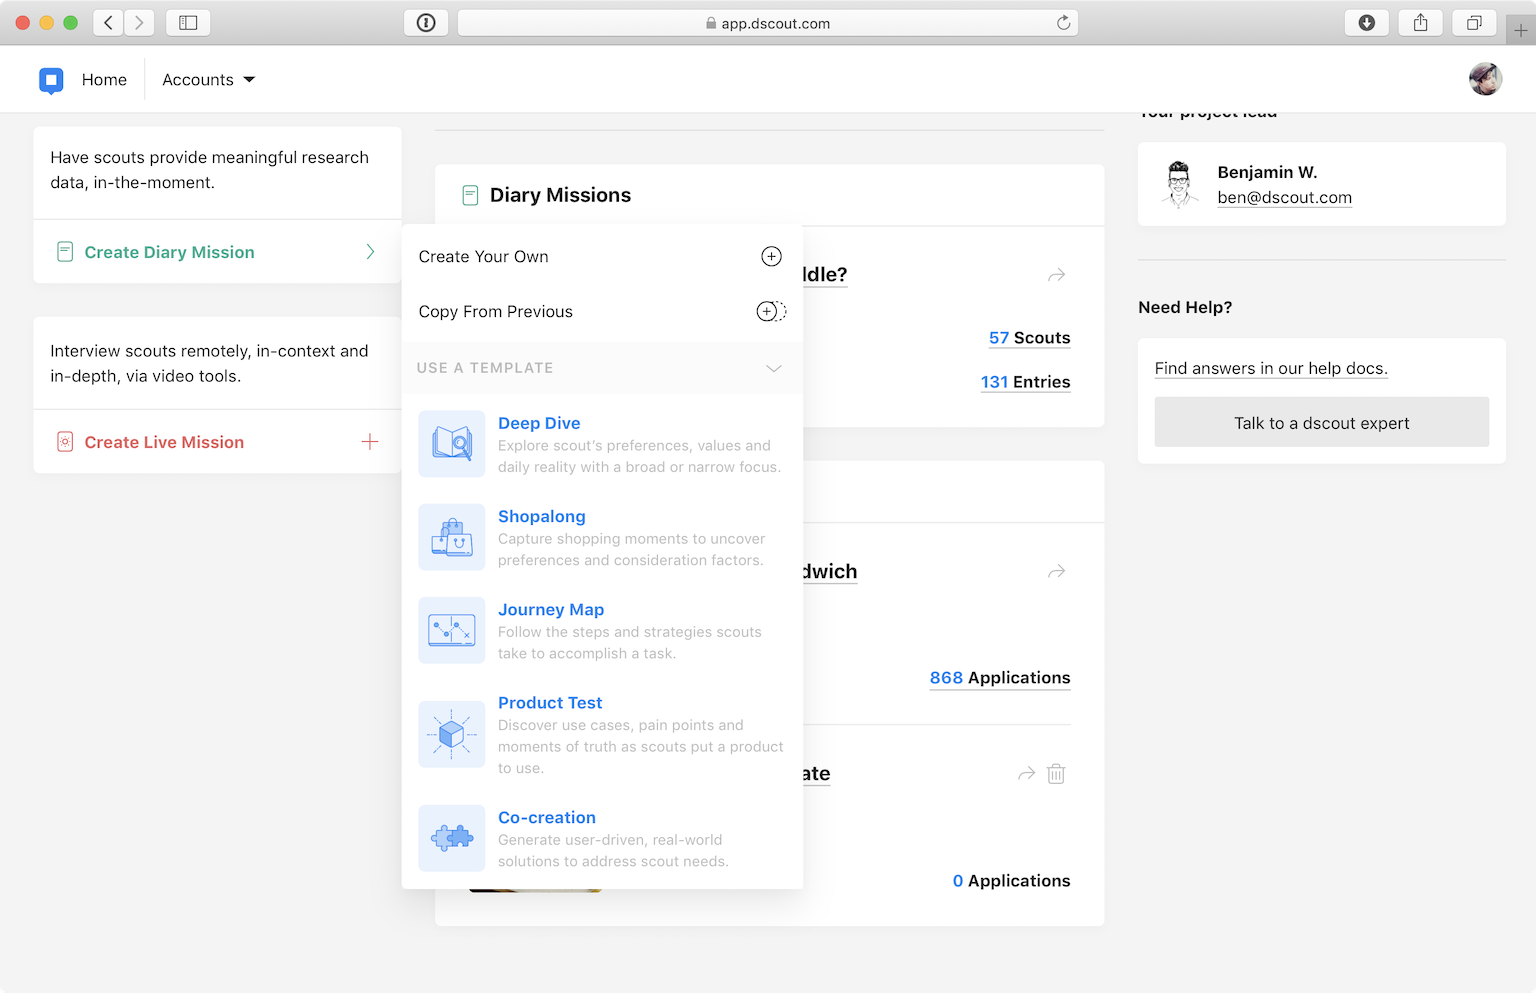 app.dscout.com
Home
Accounts
Have scouts provide meaningful research
data, in-the-moment.
Create Diary Mission
Interview scouts remotely, in-context and
in-depth, via video tools.
Create Live Mission
Diary Missions
Create Your Own
Copy From Previous
USE A TEMPLATE
Deep Dive
Explore scout's preferences, values and
daily reality with a broad or narrow focus.
Shopalong
Capture shopping moments to uncover
preferences and consideration factors.
Journey Map
Follow the steps and strategies scouts
take to accomplish a task.
Product Test
Discover use cases, pain points and
moments of truth as scouts put a product
to use.
Co-creation
Generate user-driven, real-world
solutions to address scout needs.
ddle?
57 Scouts
131 Entries
dwich
868 Applications
ate
0 Applications
Your project lead
Benjamin W.
ben@dscout.com
Need Help?
Find answers in our help docs.
Talk to a dscout expert